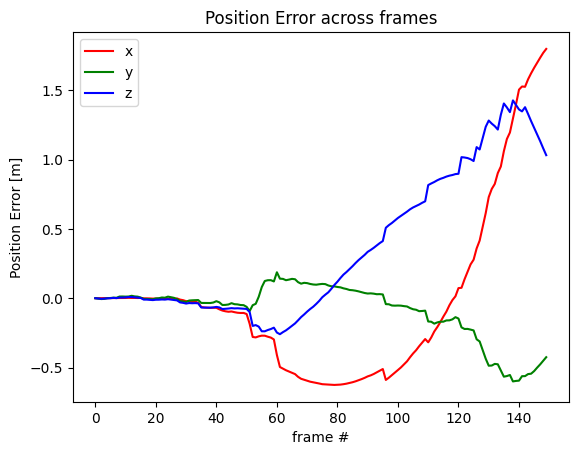 Position Error across frames
x
y
z
Position Error [m]
1.5
1.0
0.5
0.0
−0.5
0 20 40 60 80 100 120 140
frame #